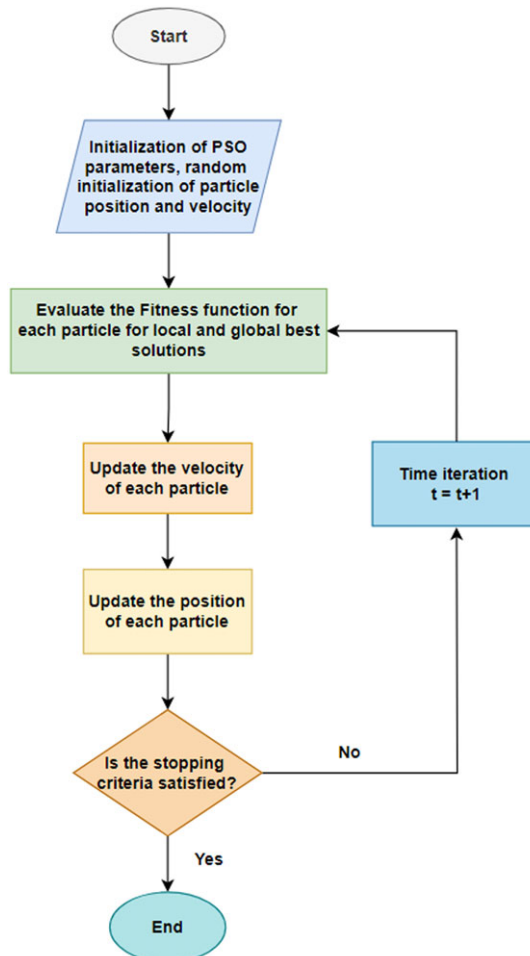 Start
Initialization of PSO
parameters, random
initialization of particle
position and velocity
Evaluate the Fitness function for
each particle for local and global best
solutions
Update the velocity
of each particle
Time iteration
t = t+1
Update the position
of each particle
Is the stopping
criteria satisfied?
No
Yes
End